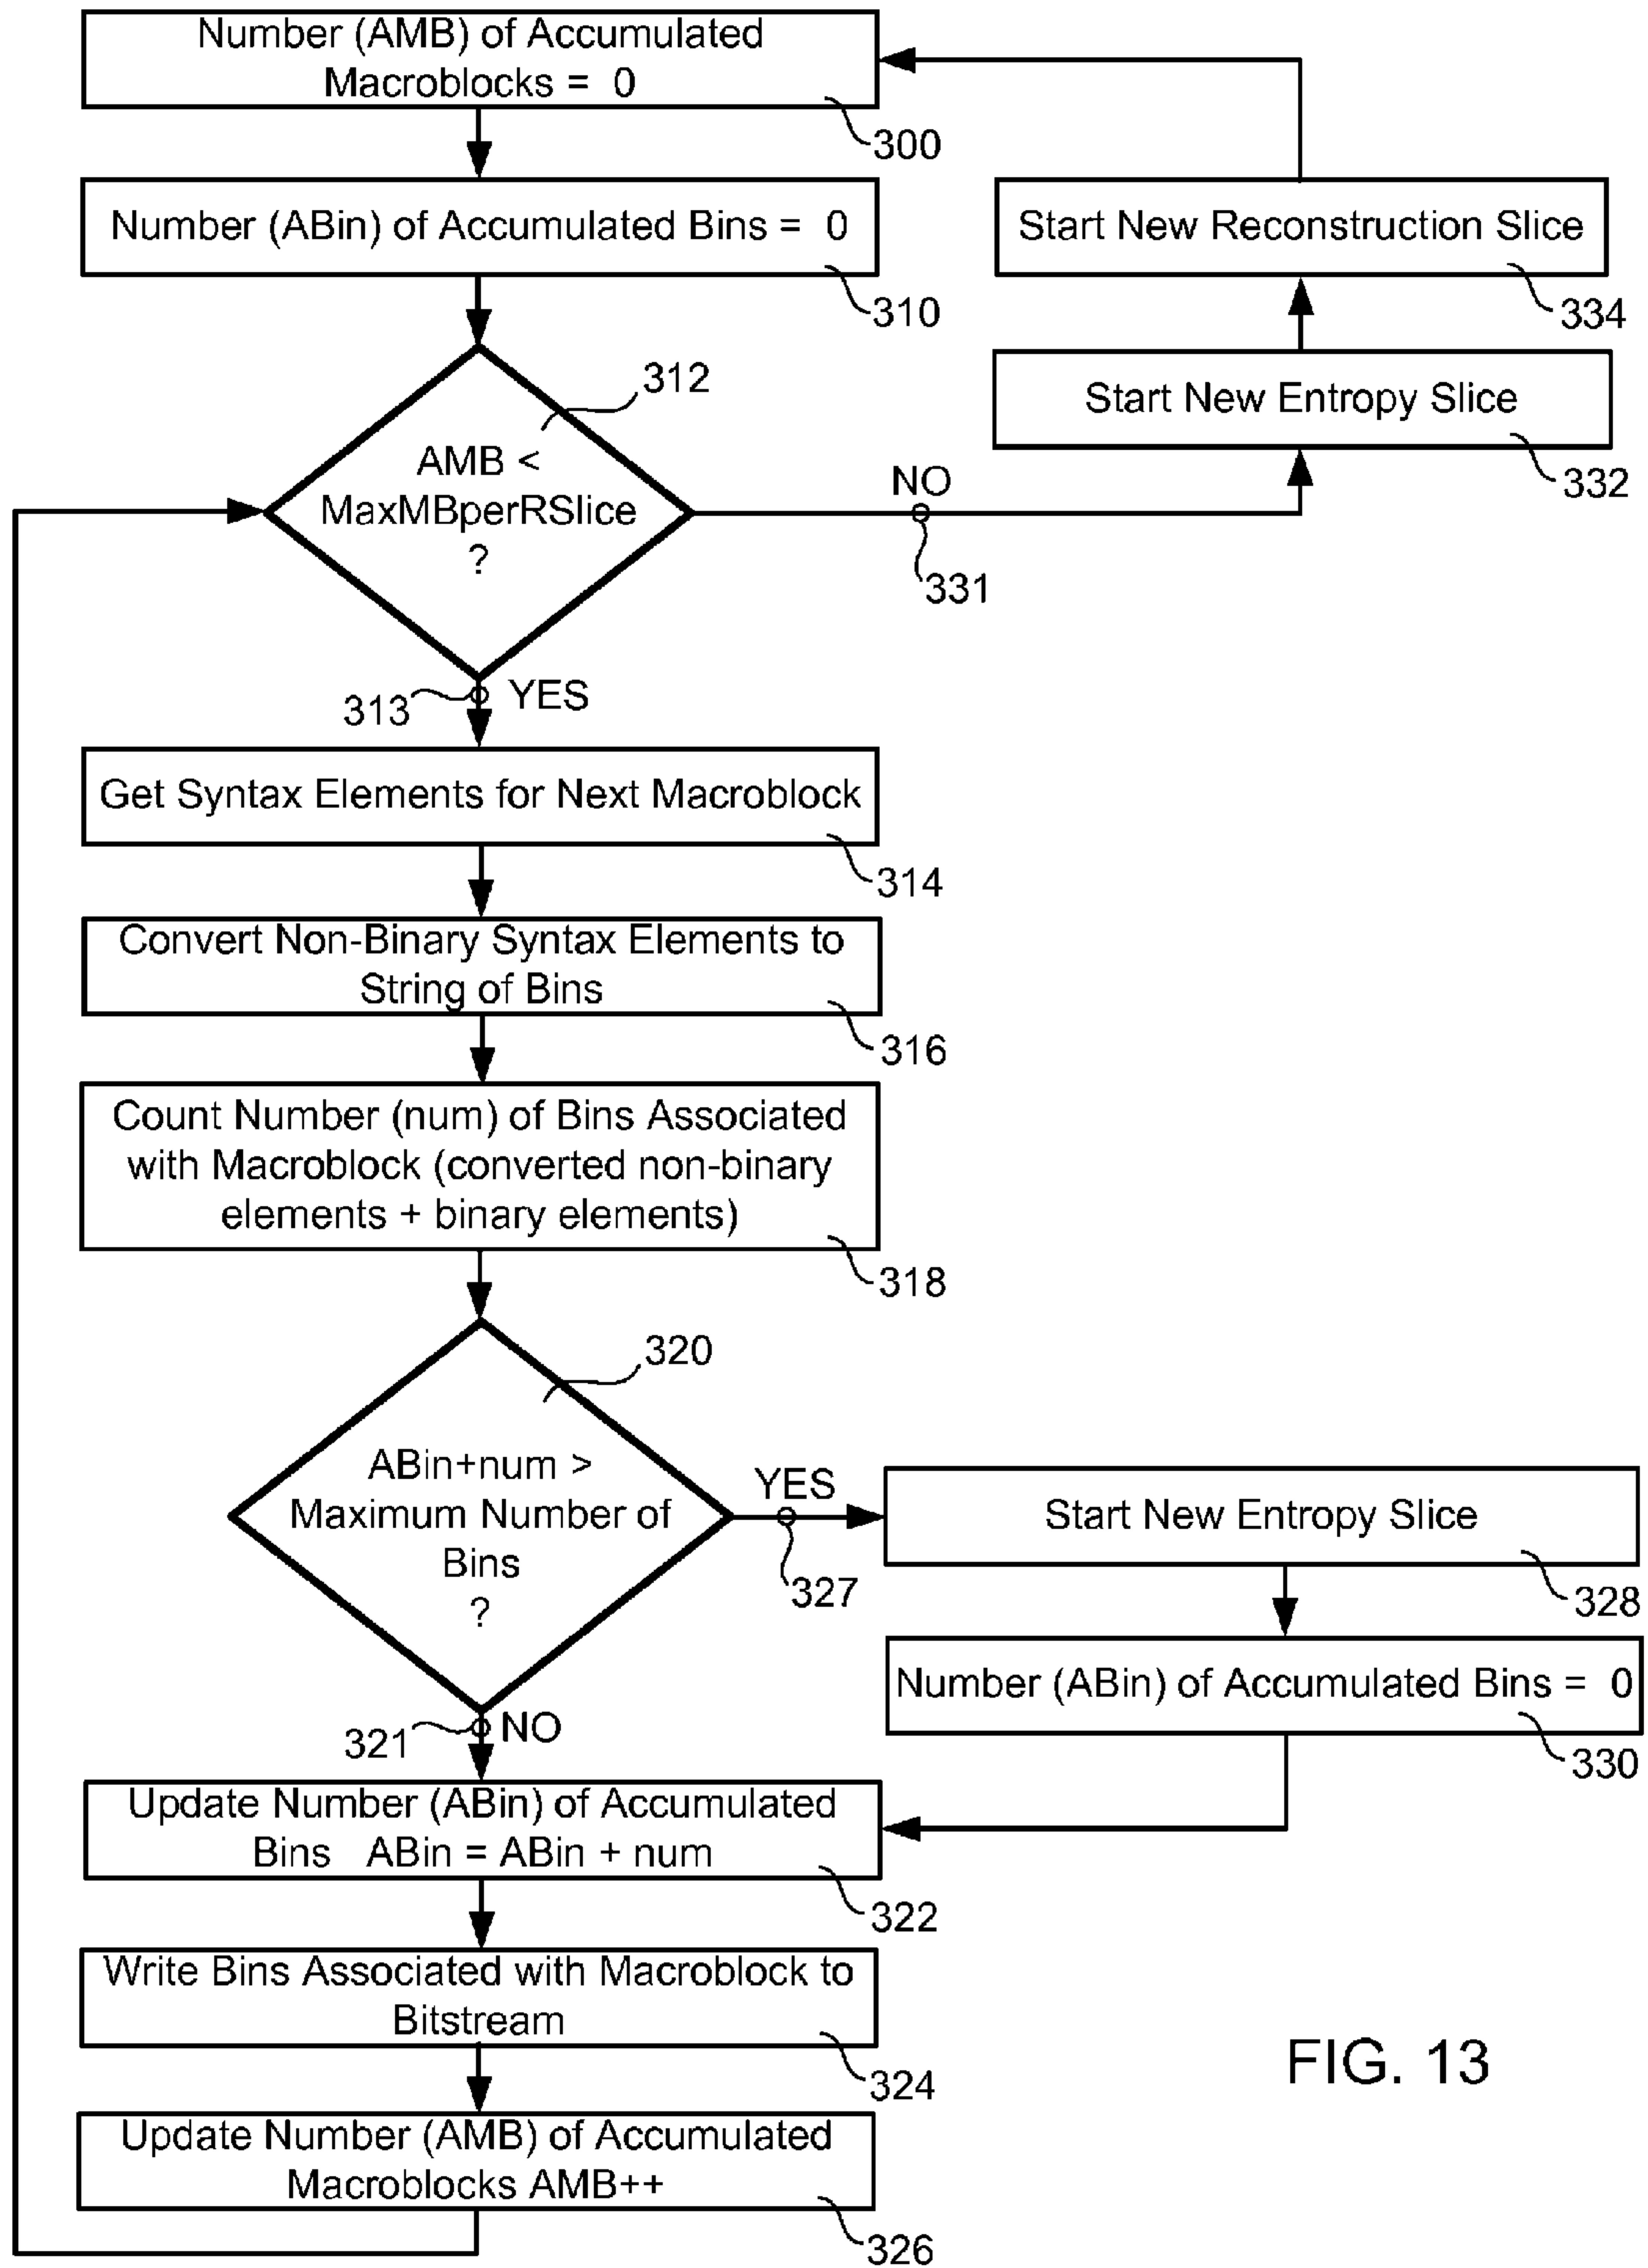 Number (AMB) of Accumulated
Macroblocks = 0
300
Number (ABin) of Accumulated Bins = 0
310
Start New Reconstruction Slice
334
Start New Entropy Slice
332
312
AMB <
MaxMBperRSlice
?
NO
331
313
YES
Get Syntax Elements for Next Macroblock
314
Convert Non-Binary Syntax Elements to
String of Bins
316
Count Number (num) of Bins Associated
with Macroblock (converted non-binary
elements + binary elements)
318
320
ABin+num >
Maximum Number of
Bins
?
YES
327
Start New Entropy Slice
328
Number (ABin) of Accumulated Bins = 0
330
321
NO
Update Number (ABin) of Accumulated
Bins ABin = ABin + num
322
Write Bins Associated with Macroblock to
Bitstream
324
Update Number (AMB) of Accumulated
Macroblocks AMB++
326
FIG. 13